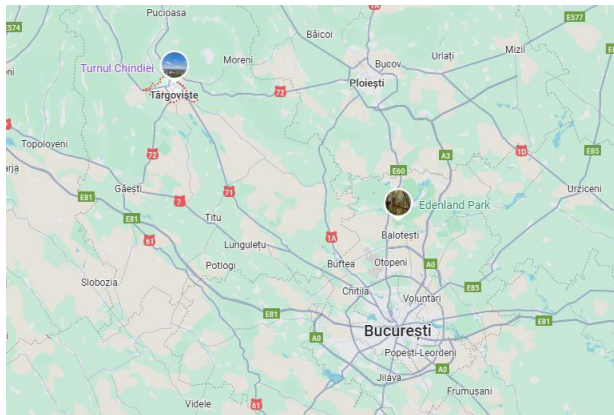 Pucioasa
E574
1A
E577
Băicoi
Mizil
Turnul Chindiei
Moreni
Bucov
Urlați
Ploiești
Târgoviște
72
Topoloveni
72
E60
A3
1D
E85
Găești
E81
7
71
Edenland Park
Urziceni
E81
Titu
61
Lungulețu
1A
Balotești
Potlogi
Buftea
Otopeni
A0
Slobozia
Chitila
Voluntari
E85
E81
București
E81
A0
Popești-Leordeni
A0
Jilava
Frumușani
Videle
61